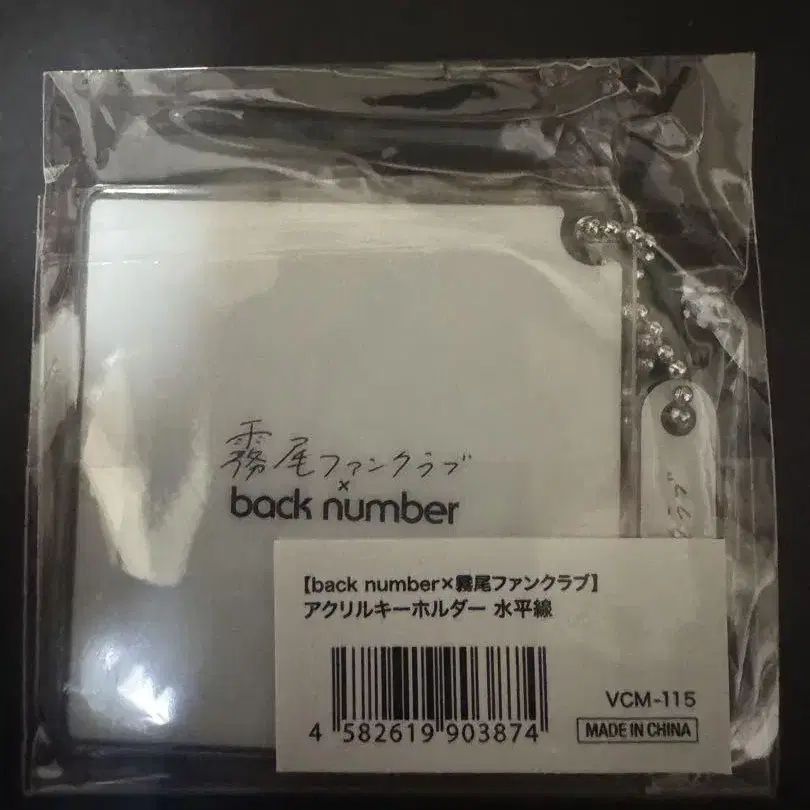 霧尾ファンクラブ
×
back number
ラブ
【back number×霧尾ファンクラブ】
アクリルキーホルダー 水平線
VCM-115
4 582619 903874
MADE IN CHINA